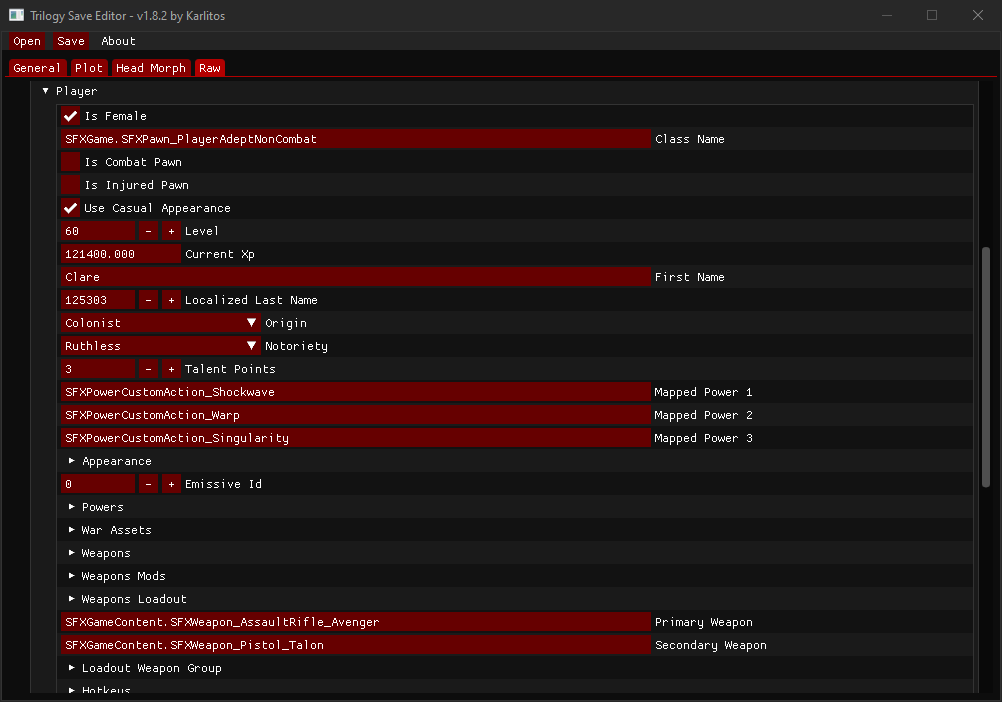 Trilogy Save Editor - v1.8.2 by Karlitos
Open Save About
General Plot Head Morph Raw
Player
Is Female
SFXGame.SFXPawn_PlayerAdeptNonCombat Class Name
Is Combat Pawn
Is Injured Pawn
Use Casual Appearance
60 - + Level
121400.000 Current Xp
Clare First Name
125303 - + Localized Last Name
Colonist Origin
Ruthless Notoriety
3 - + Talent Points
SFXPowerCustomAction_Shockwave Mapped Power 1
SFXPowerCustomAction_Warp Mapped Power 2
SFXPowerCustomAction_Singularity Mapped Power 3
Appearance
0 - + Emissive Id
Powers
War Assets
Weapons
Weapons Mods
Weapons Loadout
SFXGameContent.SFXWeapon_AssaultRifle_Avenger Primary Weapon
SFXGameContent.SFXWeapon_Pistol_Talon Secondary Weapon
Loadout Weapon Group
Hotkeys